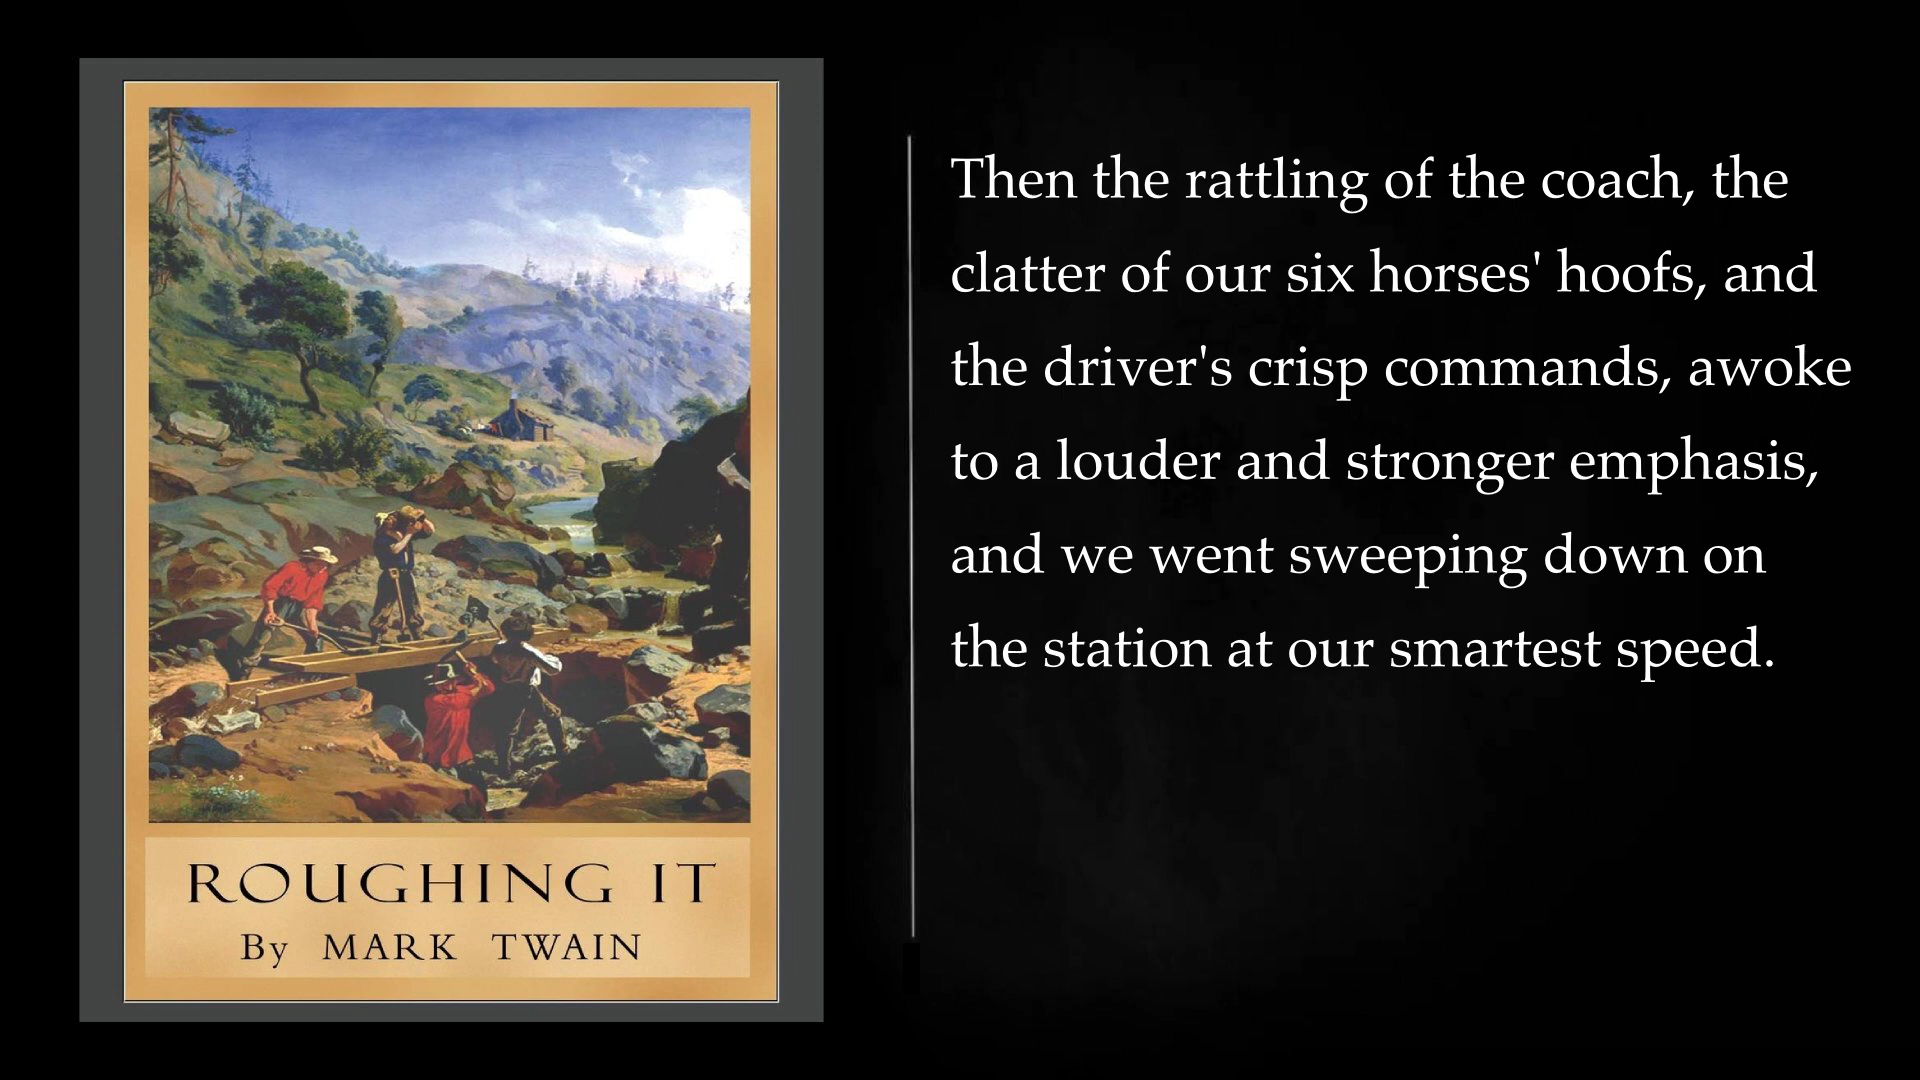 ROUGHING IT
By MARK TWAIN
Then the rattling of the coach, the
clatter of our six horses' hoofs, and
the driver's crisp commands, awoke
to a louder and stronger emphasis,
and we went sweeping down on
the station at our smartest speed.